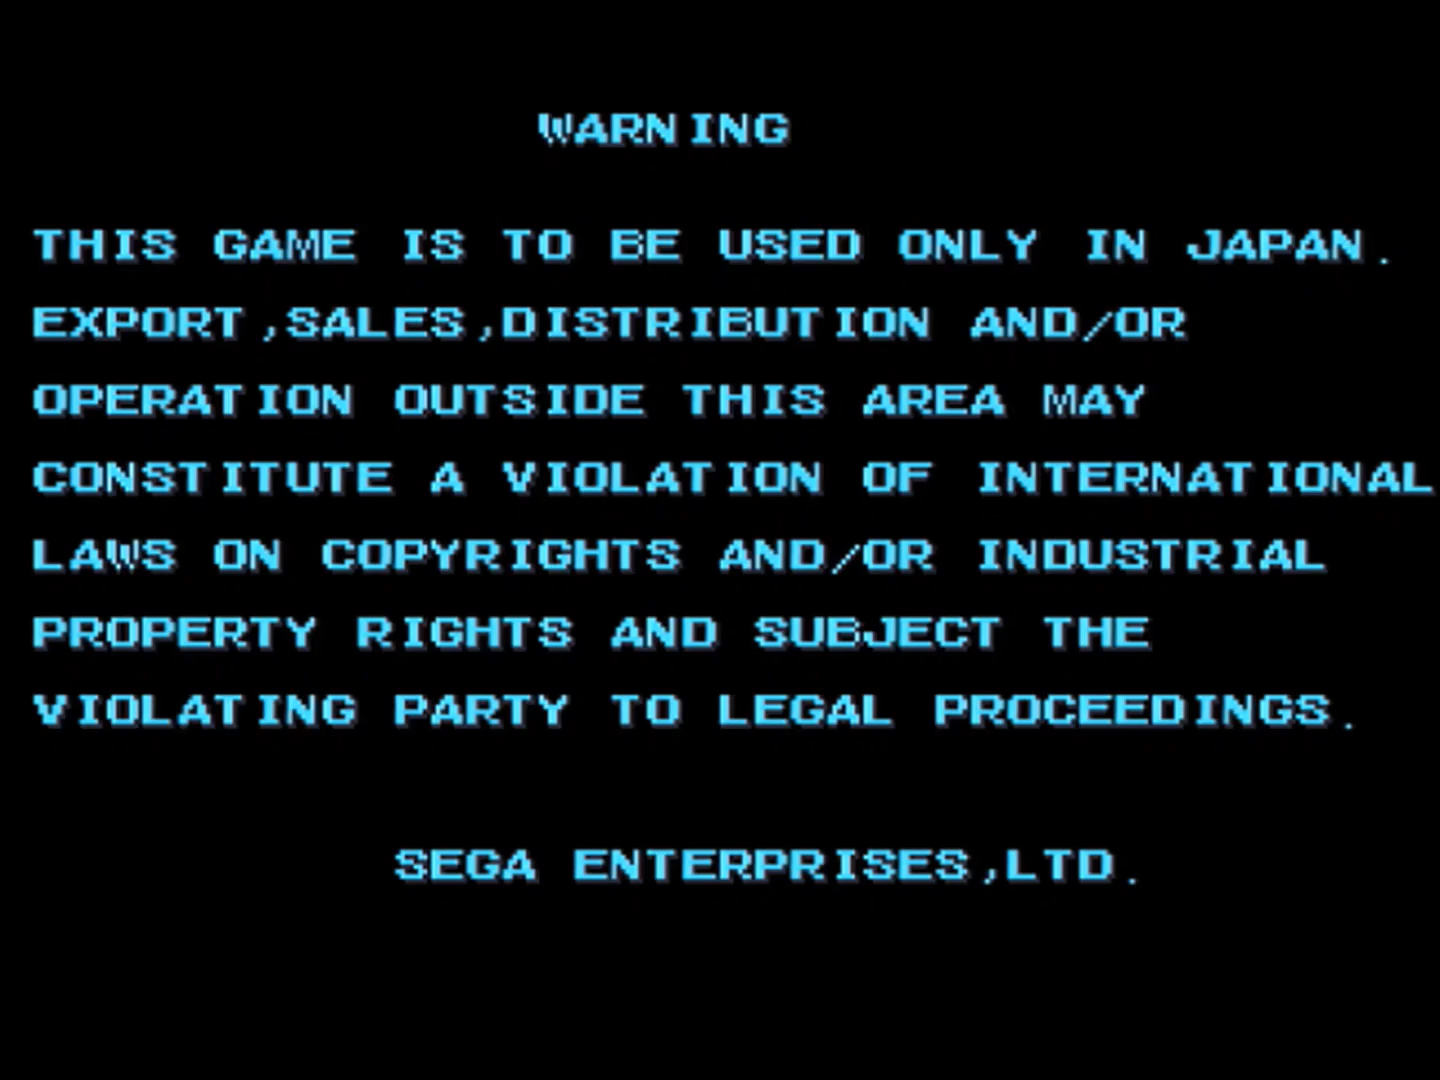 WARNING
THIS GAME IS TO BE USED ONLY IN JAPAN.
EXPORT,SALES,DISTRIBUTION AND/OR
OPERATION OUTSIDE THIS AREA MAY
CONSTITUTE A VIOLATION OF INTERNATIONAL
LAWS ON COPYRIGHTS AND/OR INDUSTRIAL
PROPERTY RIGHTS AND SUBJECT THE
VIOLATING PARTY TO LEGAL PROCEEDINGS.
SEGA ENTERPRISES,LTD.